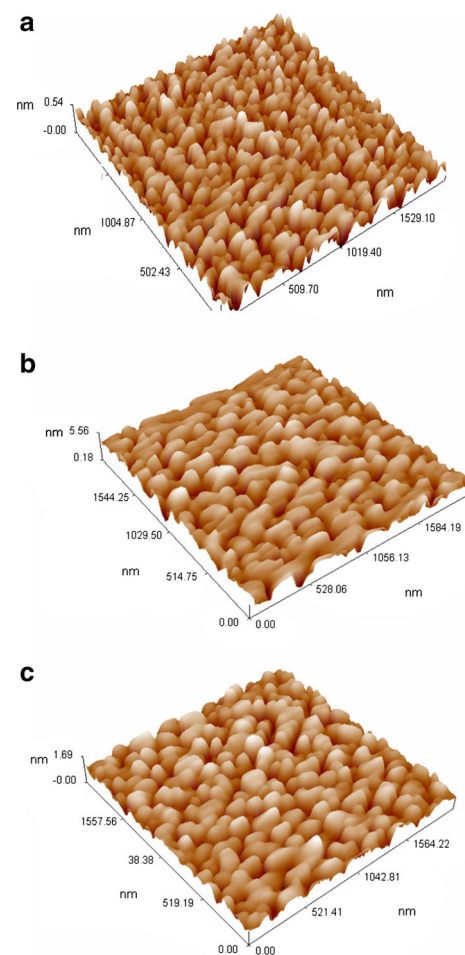 a
nm 0.54
-0.00
1004.87
nm
502.43
1529.10
1019.40
509.70
nm
b
nm 5.56
0.18
1544.25
1029.50
nm 514.75
0.00 0.00
528.06
1056.13
1584.19
nm
c
nm 1.69
-0.00
1557.56
38.38
nm 519.19
0.00 0.00
521.41
1042.81
1564.22
nm